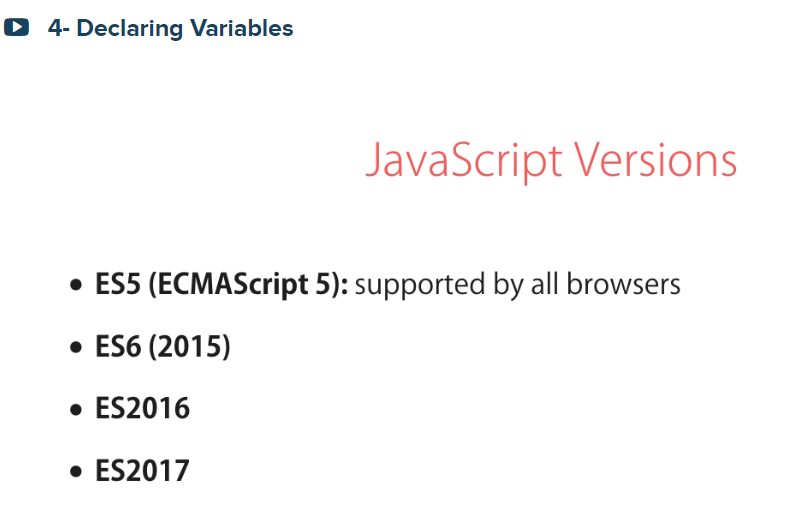 4- Declaring Variables
JavaScript Versions
• ES5 (ECMAScript 5): supported by all browsers
• ES6 (2015)
• ES2016
• ES2017